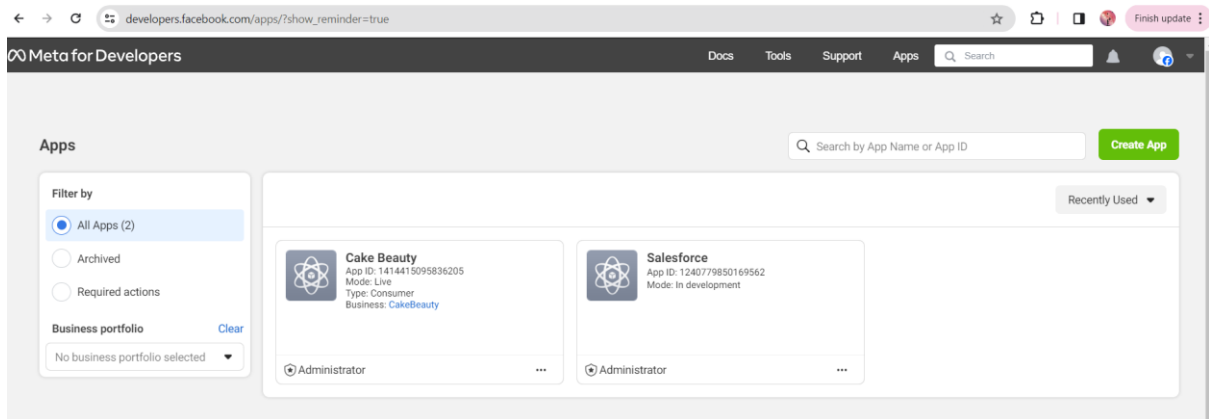 developers.facebook.com/apps/?show_reminder=true
Finish update
Meta for Developers
Docs
Tools
Support
Apps
Search
Apps
Search by App Name or App ID
Create App
Filter by
All Apps (2)
Archived
Required actions
Business portfolio
Clear
No business portfolio selected
Recently Used
Cake Beauty
App ID: 1414415095836205
Mode: Live
Type: Consumer
Business: CakeBeauty
Administrator
Salesforce
App ID: 1240779850169562
Mode: In development
Administrator